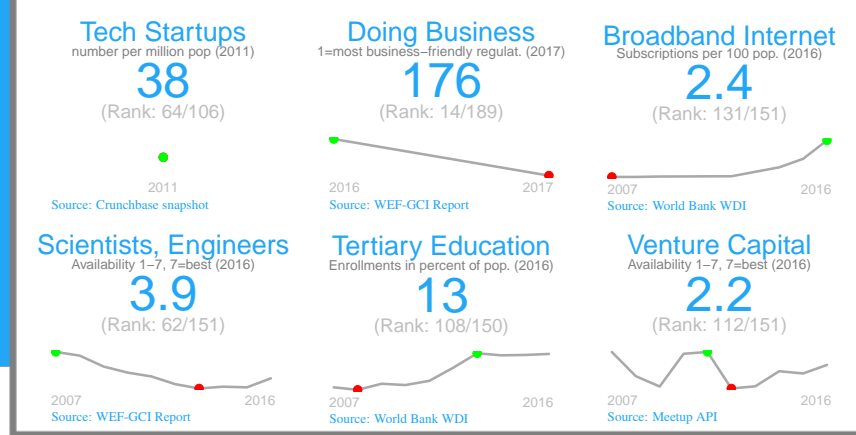 Tech Startups
number per million pop (2011)
38
(Rank: 64/106)
2011
Source: Crunchbase snapshot
Doing Business
1=most business−friendly regulat. (2017)
176
(Rank: 14/189)
2016 2017
Source: WEF-GCI Report
Broadband Internet
Subscriptions per 100 pop. (2016)
2.4
(Rank: 131/151)
2007 2016
Source: World Bank WDI
Scientists, Engineers
Availability 1−7, 7=best (2016)
3.9
(Rank: 62/151)
2007 2016
Source: WEF-GCI Report
Tertiary Education
Enrollments in percent of pop. (2016)
13
(Rank: 108/150)
2007 2016
Source: World Bank WDI
Venture Capital
Availability 1−7, 7=best (2016)
2.2
(Rank: 112/151)
2007 2016
Source: Meetup API